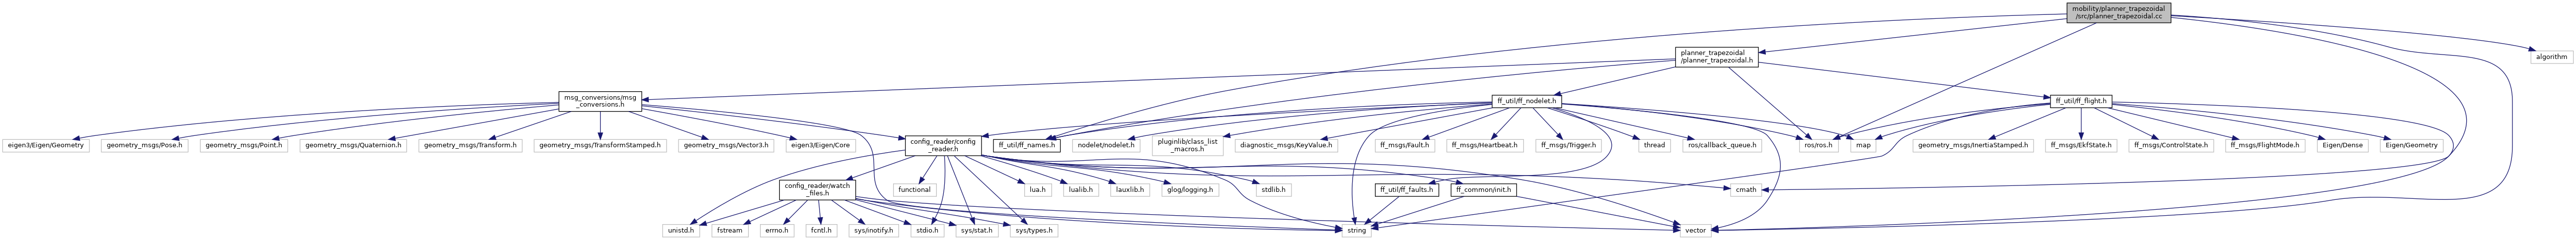 mobility/planner_trapezoidal
/src/planner_trapezoidal.cc
planner_trapezoidal
/planner_trapezoidal.h
algorithm
msg_conversions/msg
_conversions.h
ff_util/ff_nodelet.h
ff_util/ff_flight.h
eigen3/Eigen/Geometry
geometry_msgs/Pose.h
geometry_msgs/Point.h
geometry_msgs/Quaternion.h
geometry_msgs/Transform.h
geometry_msgs/TransformStamped.h
geometry_msgs/Vector3.h
eigen3/Eigen/Core
config_reader/config
_reader.h
ff_util/ff_names.h
nodelet/nodelet.h
pluginlib/class_list
_macros.h
diagnostic_msgs/KeyValue.h
ff_msgs/Fault.h
ff_msgs/Heartbeat.h
ff_msgs/Trigger.h
thread
ros/callback_queue.h
ros/ros.h
map
geometry_msgs/InertiaStamped.h
ff_msgs/EkfState.h
ff_msgs/ControlState.h
ff_msgs/FlightMode.h
Eigen/Dense
Eigen/Geometry
config_reader/watch
_files.h
functional
lua.h
lualib.h
lauxlib.h
glog/logging.h
stdlib.h
ff_util/ff_faults.h
ff_common/init.h
cmath
unistd.h
fstream
errno.h
fcntl.h
sys/inotify.h
stdio.h
sys/stat.h
sys/types.h
string
vector